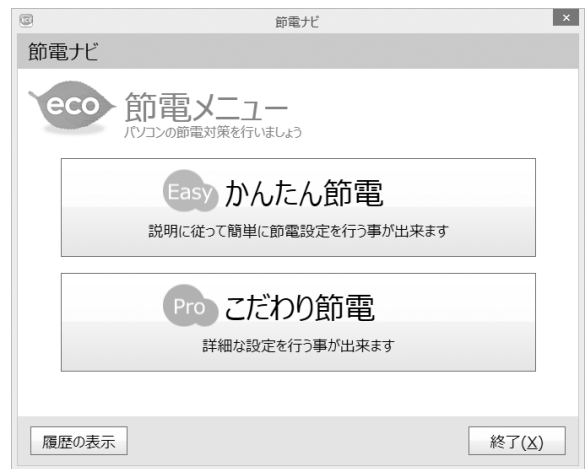 節電ナビ
節電ナビ
eco
節電メニュー
パソコンの節電対策を行いましょう
Easy かんたん節電
説明に従って簡単に節電設定を行う事が出来ます
Pro こだわり節電
詳細な設定を行う事が出来ます
履歴の表示
終了(X)